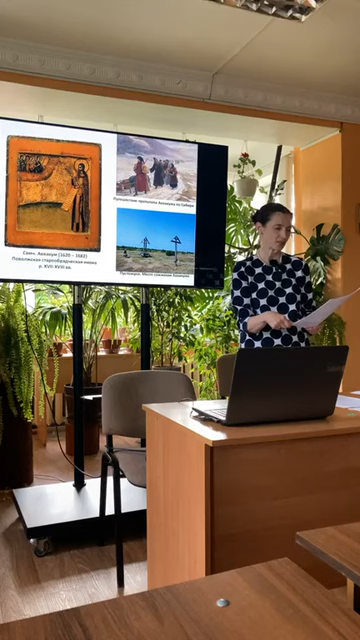 Свящ. Аввакум (1620 – 1682)
Поволжская старообрядческая икона
р. XVII-XVIII вв.
Путешествие протопопа Аввакума по Сибири
Пустозерск. Место сожжения Аввакума